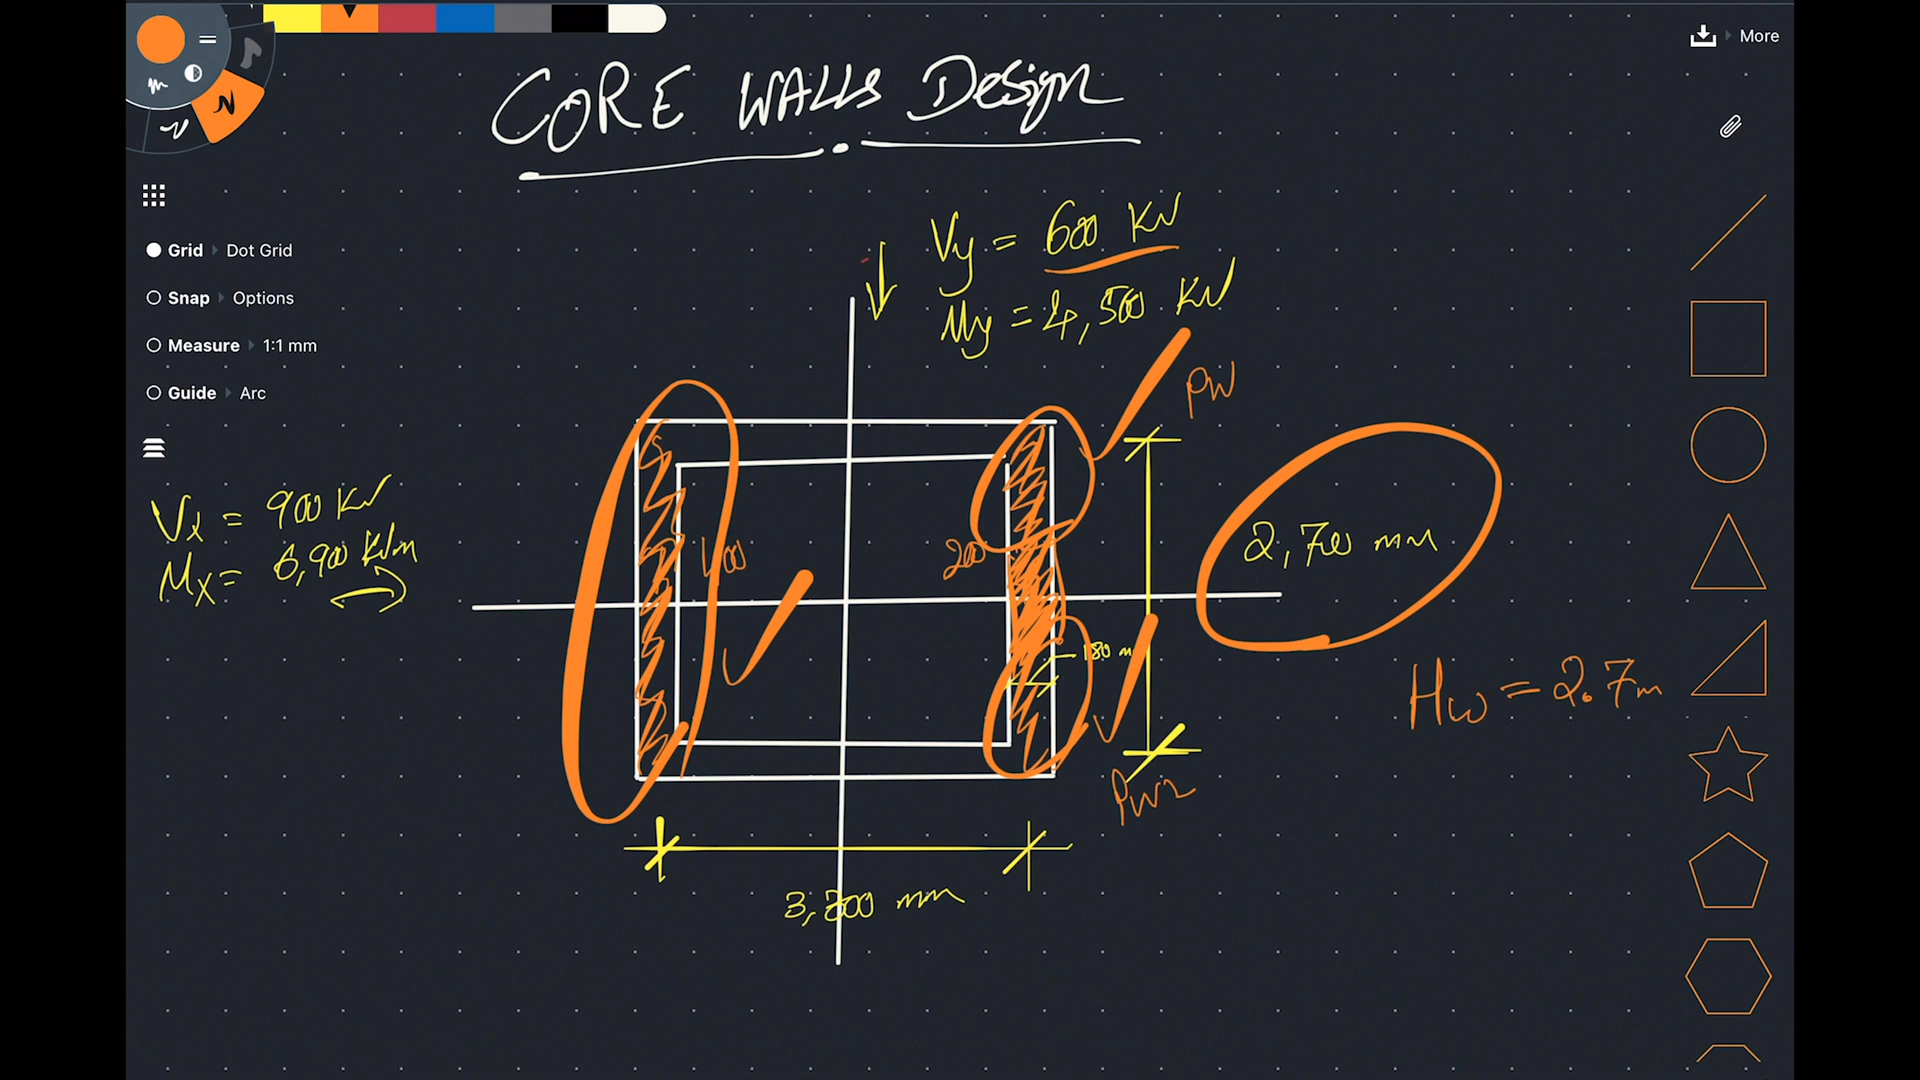 More
CORE WALLS Design
Grid Dot Grid
Snap Options
Measure 1:1 mm
Guide Arc
Vy = 600 KN
My = 4,500 KN
PW
Vx = 900 KN
Mx = 6,900 KNm
200
2,700 mm
180 m
Hw = 2.7m
PW2
mm